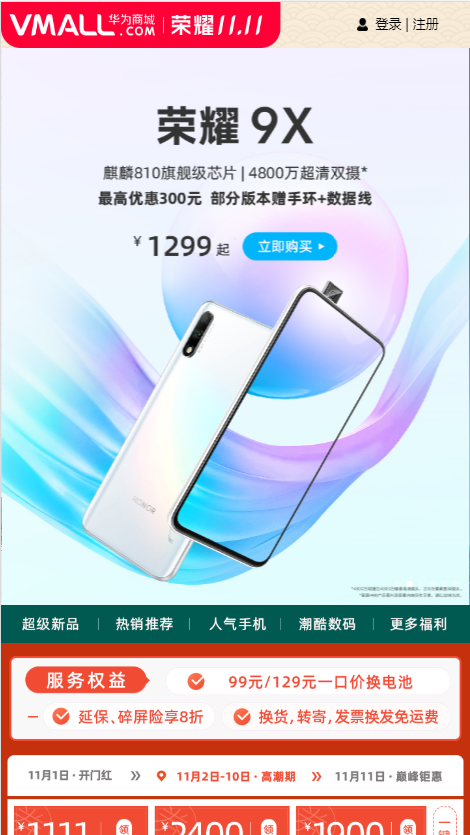 VMALL 华为商城 .COM 荣耀11.11
登录 | 注册
荣耀 9X
麒麟810旗舰级芯片 | 4800万超清双摄*
最高优惠300元 部分版本赠手环+数据线
¥ 1299 起 立即购买
HONOR
超级新品 热销推荐 人气手机 潮酷数码 更多福利
服务权益 99元/129元一口价换电池
延保、碎屏险享8折 换货,转寄,发票换发免运费
11月1日·开门红 » 11月2日-10日·高潮期 » 11月11日·巅峰钜惠
¥1111 领 ¥2400 领 ¥1900 领